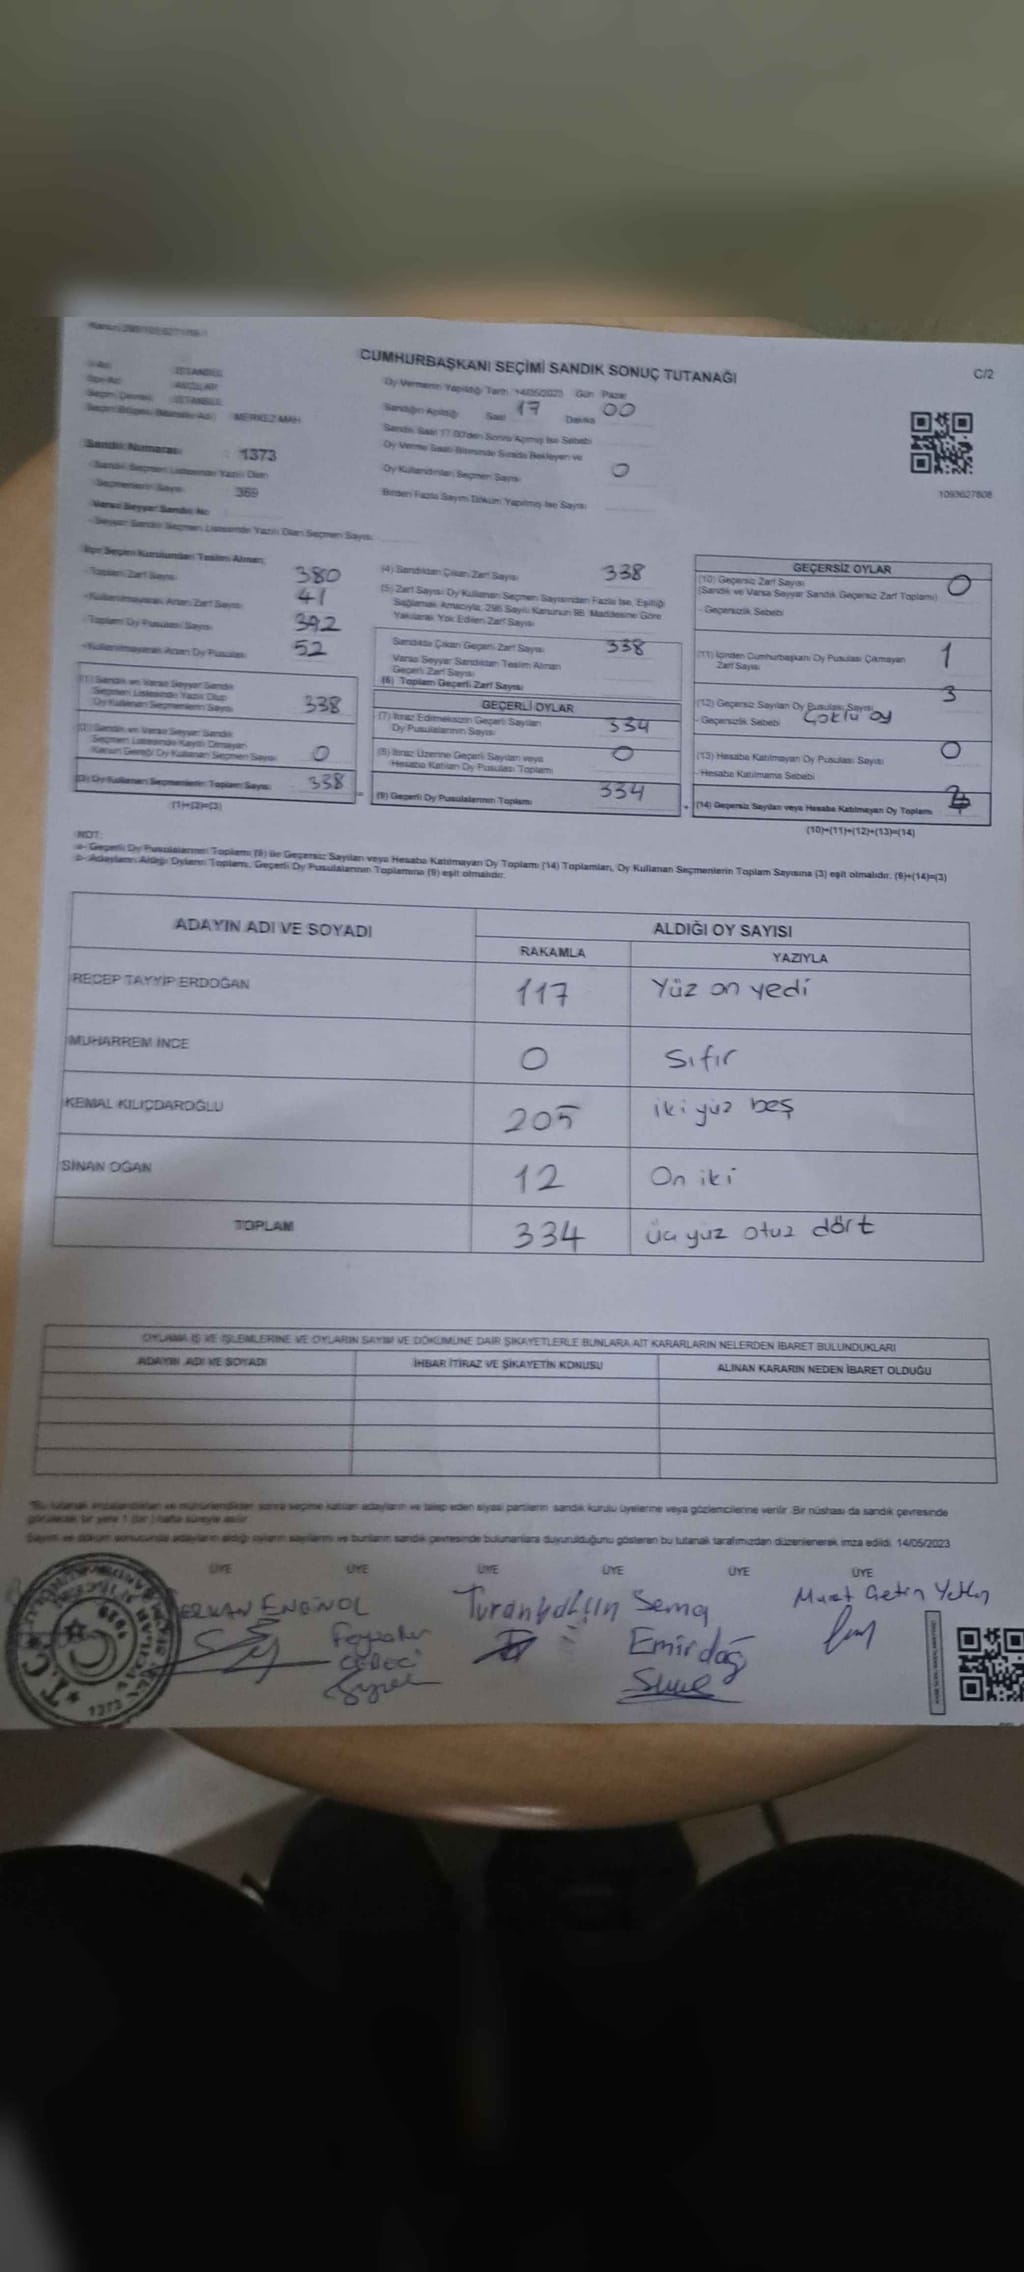 CUMHURBAŞKANI SEÇİMİ SANDIK SONUÇ TUTANAĞI
C/2
İSTANBUL
AVCILAR
İSTANBUL
MERKEZ MAH
Oy Vermenin Yapıldığı Tarih 14/05/2023 Gün Pazar
Sandığın Açıldığı Saat 17 Dakika 00
Sandık Saat 17.00'den Sonra Açılmış İse Sebebi
Oy Verme Saati Bitiminde Sırada Bekleyen ve
Oy Kullandırılan Seçmen Sayısı 0
Birden Fazla Sayım Döküm Yapılmış İse Sayısı
1093627808
Sandık Numarası : 1373
Sandık Seçmen Listesinde Yazılı Olan
Seçmenlerin Sayısı 369
Varsa Seyyar Sandık No
Seyyar Sandık Seçmen Listesinde Yazılı Olan Seçmen Sayısı
İlçe Seçim Kurulundan Teslim Alınan;
- Toplam Zarf Sayısı 380
- Kullanılmayarak Artan Zarf Sayısı 41
- Toplam Oy Pusulası Sayısı 392
- Kullanılmayarak Artan Oy Pusulası 52
(1) Sandık ve Varsa Seyyar Sandık
Seçmen Listesinde Yazılı Olup
Oy Kullanan Seçmenlerin Sayısı 338
(2) Sandık ve Varsa Seyyar Sandık
Seçmen Listesinde Kayıtlı Olmayan
Kanun Gereği Oy Kullanan Seçmen Sayısı 0
(3) Oy Kullanan Seçmenlerin Toplam Sayısı 338
(1)+(2)=(3)
(4) Sandıktan Çıkan Zarf Sayısı 338
(5) Zarf Sayısı Oy Kullanan Seçmen Sayısından Fazla İse, Eşitliği
Sağlamak Amacıyla, 298 Sayılı Kanunun 98. Maddesine Göre
Yakılarak Yok Edilen Zarf Sayısı
Sandıkta Çıkan Geçerli Zarf Sayısı 338
Varsa Seyyar Sandıktan Teslim Alınan
Geçerli Zarf Sayısı
(6) Toplam Geçerli Zarf Sayısı
GEÇERLİ OYLAR
(7) İtiraz Edilmeksizin Geçerli Sayılan
Oy Pusulalarının Sayısı 334
(8) İtiraz Üzerine Geçerli Sayılan veya
Hesaba Katılan Oy Pusulası Toplamı 0
(9) Geçerli Oy Pusulalarının Toplamı 334
GEÇERSİZ OYLAR
(10) Geçersiz Zarf Sayısı 0
(Sandık ve Varsa Seyyar Sandık Geçersiz Zarf Toplamı)
- Geçersizlik Sebebi
(11) İçinden Cumhurbaşkanı Oy Pusulası Çıkmayan
Zarf Sayısı 1
(12) Geçersiz Sayılan Oy Pusulası Sayısı 3
- Geçersizlik Sebebi Çoklu oy
(13) Hesaba Katılmayan Oy Pusulası Sayısı 0
- Hesaba Katılmama Sebebi
(14) Geçersiz Sayılan veya Hesaba Katılmayan Oy Toplamı 4
(10)+(11)+(12)+(13)=(14)
NOT:
a- Geçerli Oy Pusulalarının Toplamı (9) ile Geçersiz Sayılan veya Hesaba Katılmayan Oy Toplamı (14) Toplamları, Oy Kullanan Seçmenlerin Toplam Sayısına (3) eşit olmalıdır. (9)+(14)=(3)
b- Adayların Aldığı Oyların Toplamı, Geçerli Oy Pusulalarının Toplamına (9) eşit olmalıdır.
ADAYIN ADI VE SOYADI
ALDIĞI OY SAYISI
RAKAMLA YAZIYLA
RECEP TAYYİP ERDOĞAN 117 Yüz on yedi
MUHARREM İNCE 0 Sıfır
KEMAL KILIÇDAROĞLU 205 iki yüz beş
SİNAN OĞAN 12 On iki
TOPLAM 334 üç yüz otuz dört
OYLAMA İŞ VE İŞLEMLERİNE VE OYLARIN SAYIM VE DÖKÜMÜNE DAİR ŞİKAYETLERLE BUNLARA AİT KARARLARIN NELERDEN İBARET BULUNDUKLARI
ADAYIN ADI VE SOYADI İHBAR İTİRAZ VE ŞİKAYETİN KONUSU ALINAN KARARIN NEDEN İBARET OLDUĞU
*Bu tutanak imzalandıktan ve mühürlendikten sonra seçime katılan adayların ve talep eden siyasi partilerin sandık kurulu üyelerine veya gözlemcilerine verilir. Bir nüshası da sandık çevresinde
görülecek bir yere 1 (bir) hafta süreyle asılır.
Sayım ve döküm sonucunda adayların aldığı oyların sayılarını ve bunların sandık çevresinde bulunanlara duyurulduğunu gösteren bu tutanak tarafımızdan düzenlenerek imza edildi. 14/05/2023
ÜYE ÜYE ÜYE ÜYE ÜYE ÜYE
ERKAN ENGİNOL
Turan
Sema
Emirdağ
Murat Çetin Yetkin
T.C.
1373